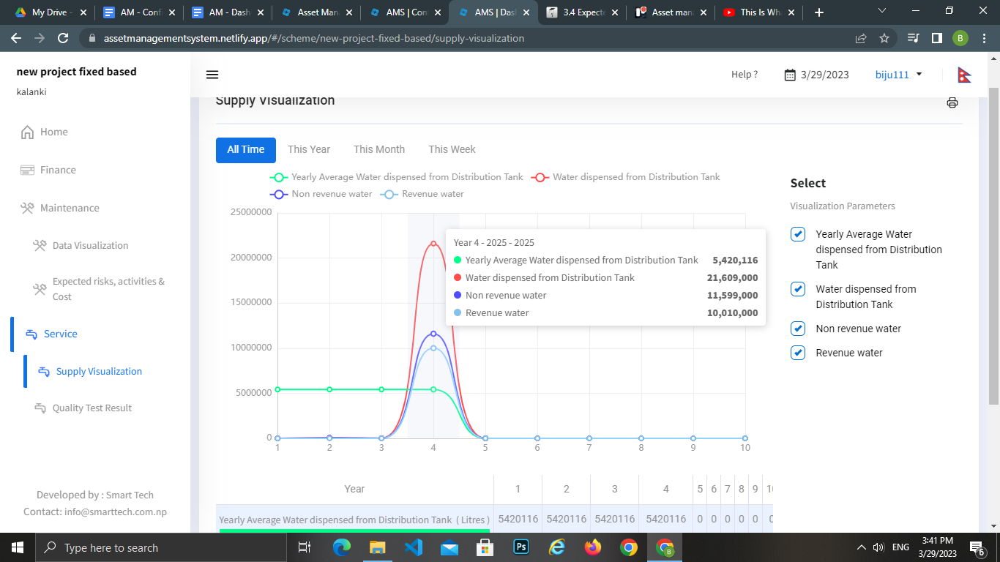 My Drive -
AM - Confi
AM - Dash
Asset Man
AMS | Con
AMS | Das
3.4 Expect
Asset man
This Is Wha
assetmanagementsystem.netlify.app/#/scheme/new-project-fixed-based/supply-visualization
B
new project fixed based
kalanki
Help ?
3/29/2023
biju111
Home
Finance
Maintenance
Data Visualization
Expected risks, activities &
Cost
Service
Supply Visualization
Quality Test Result
Developed by : Smart Tech
Contact: info@smarttech.com.np
Supply Visualization
All Time
This Year
This Month
This Week
Yearly Average Water dispensed from Distribution Tank
Water dispensed from Distribution Tank
Non revenue water
Revenue water
25000000
20000000
15000000
10000000
5000000
0
1 2 3 4 5 6 7 8 9 10
Year 4 - 2025 - 2025
Yearly Average Water dispensed from Distribution Tank 5,420,116
Water dispensed from Distribution Tank 21,609,000
Non revenue water 11,599,000
Revenue water 10,010,000
Select
Visualization Parameters
Yearly Average Water
dispensed from Distribution
Tank
Water dispensed from
Distribution Tank
Non revenue water
Revenue water
Year 1 2 3 4 5 6 7 8 9
Yearly Average Water dispensed from Distribution Tank ( Litres ) 5420116 5420116 5420116 5420116 0 0 0 0 0 0
Type here to search
Ps
B
ENG
3:41 PM
3/29/2023
6